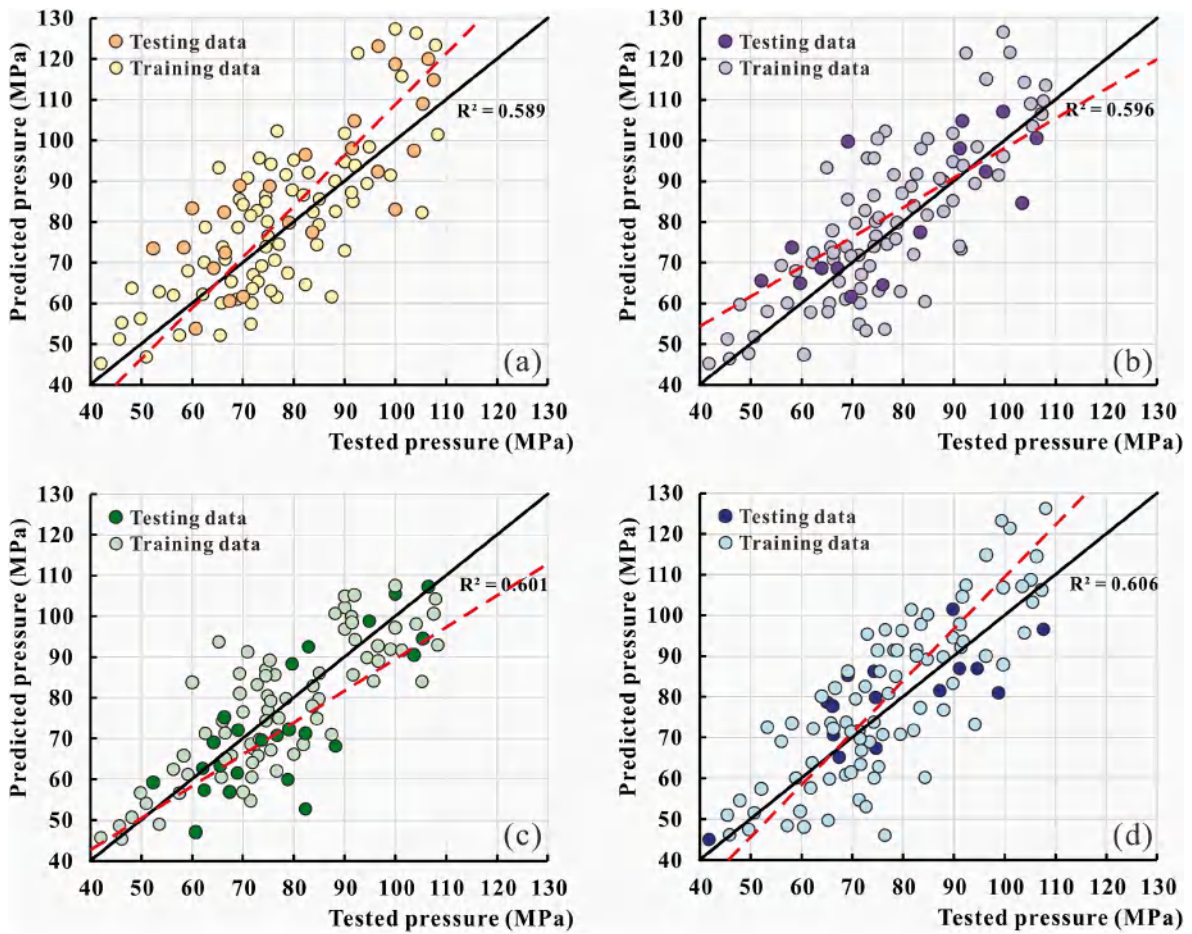 130
120
110
100
90
80
70
60
50
40
Predicted pressure (MPa)
Testing data
Training data
R² = 0.589
(a)
40 50 60 70 80 90 100 110 120 130
Tested pressure (MPa)
130
120
110
100
90
80
70
60
50
40
Predicted pressure (MPa)
Testing data
Training data
R² = 0.596
(b)
40 50 60 70 80 90 100 110 120 130
Tested pressure (MPa)
130
120
110
100
90
80
70
60
50
40
Predicted pressure (MPa)
Testing data
Training data
R² = 0.601
(c)
40 50 60 70 80 90 100 110 120 130
Tested pressure (MPa)
130
120
110
100
90
80
70
60
50
40
Predicted pressure (MPa)
Testing data
Training data
R² = 0.606
(d)
40 50 60 70 80 90 100 110 120 130
Tested pressure (MPa)